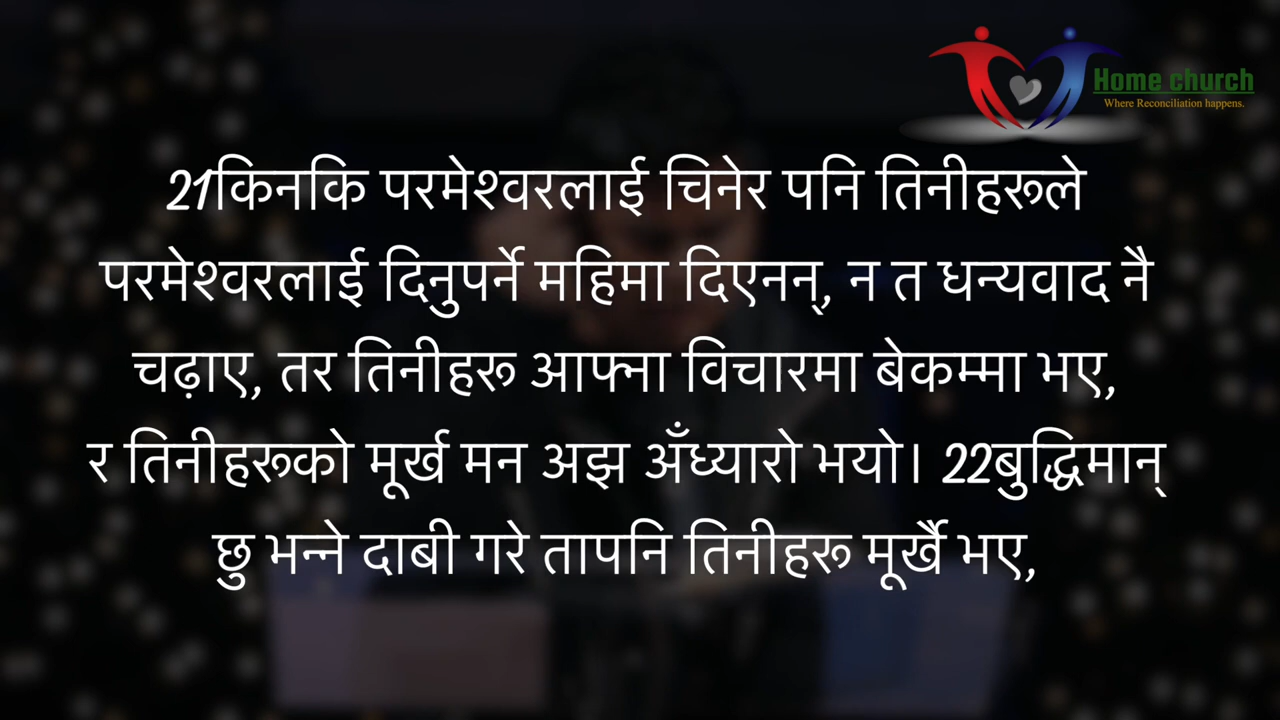 Home church
Where Reconciliation happens.
21किनकि परमेश्वरलाई चिनेर पनि तिनीहरूले
परमेश्वरलाई दिनुपर्ने महिमा दिएनन्, न त धन्यवाद नै
चढ़ाए, तर तिनीहरू आफ्ना विचारमा बेकम्मा भए,
र तिनीहरूको मूर्ख मन अझ अँध्यारो भयो। 22बुद्धिमान्
छु भन्ने दाबी गरे तापनि तिनीहरू मूर्खै भए,